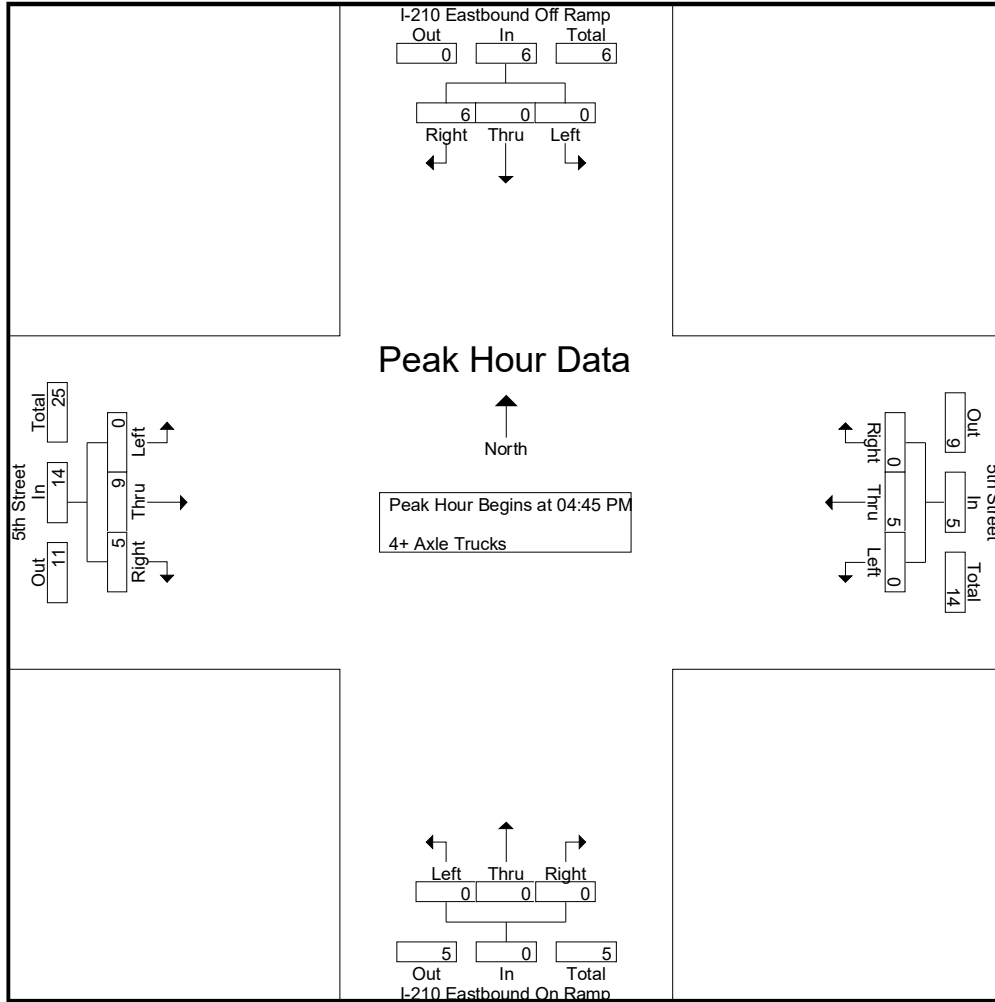 I-210 Eastbound Off Ramp
Out In Total
0 6 6
6 0 0
Right Thru Left
Peak Hour Data
North
Peak Hour Begins at 04:45 PM
4+ Axle Trucks
5th Street
Total In Out
25 14 11
0 9 5
Left Thru Right
Right Thru Left
0 5 0
9 5 14
Out In Total
5th Street
Left Thru Right
0 0 0
5 0 5
Out In Total
I-210 Eastbound On Ramp